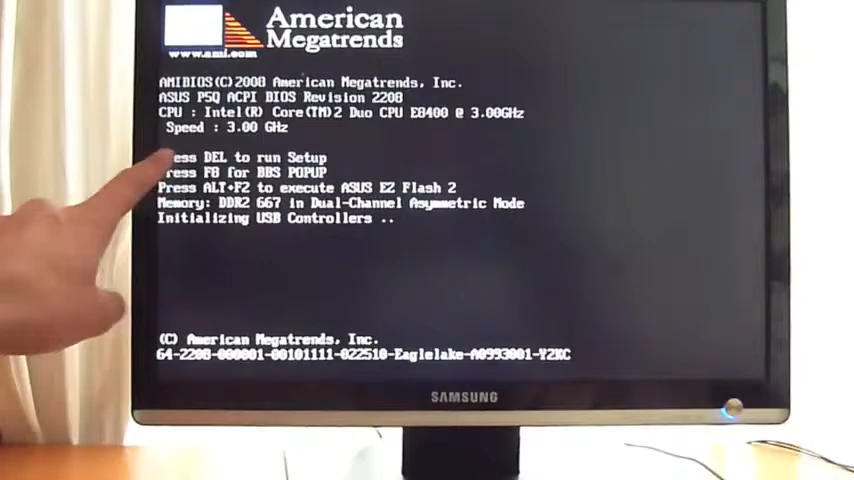 American
Megatrends
www.ami.com
AMIBIOS(C)2008 American Megatrends, Inc.
ASUS P5Q ACPI BIOS Revision 2208
CPU : Intel(R) Core(TM)2 Duo CPU E8400 @ 3.00GHz
Speed : 3.00 GHz
ress DEL to run Setup
ress F8 for BBS POPUP
Press ALT+F2 to execute ASUS EZ Flash 2
Memory: DDR2 667 in Dual-Channel Asymmetric Mode
Initializing USB Controllers ..
(C) American Megatrends, Inc.
64-2208-000001-00101111-022510-Eaglelake-A0993001-Y2KC
SAMSUNG